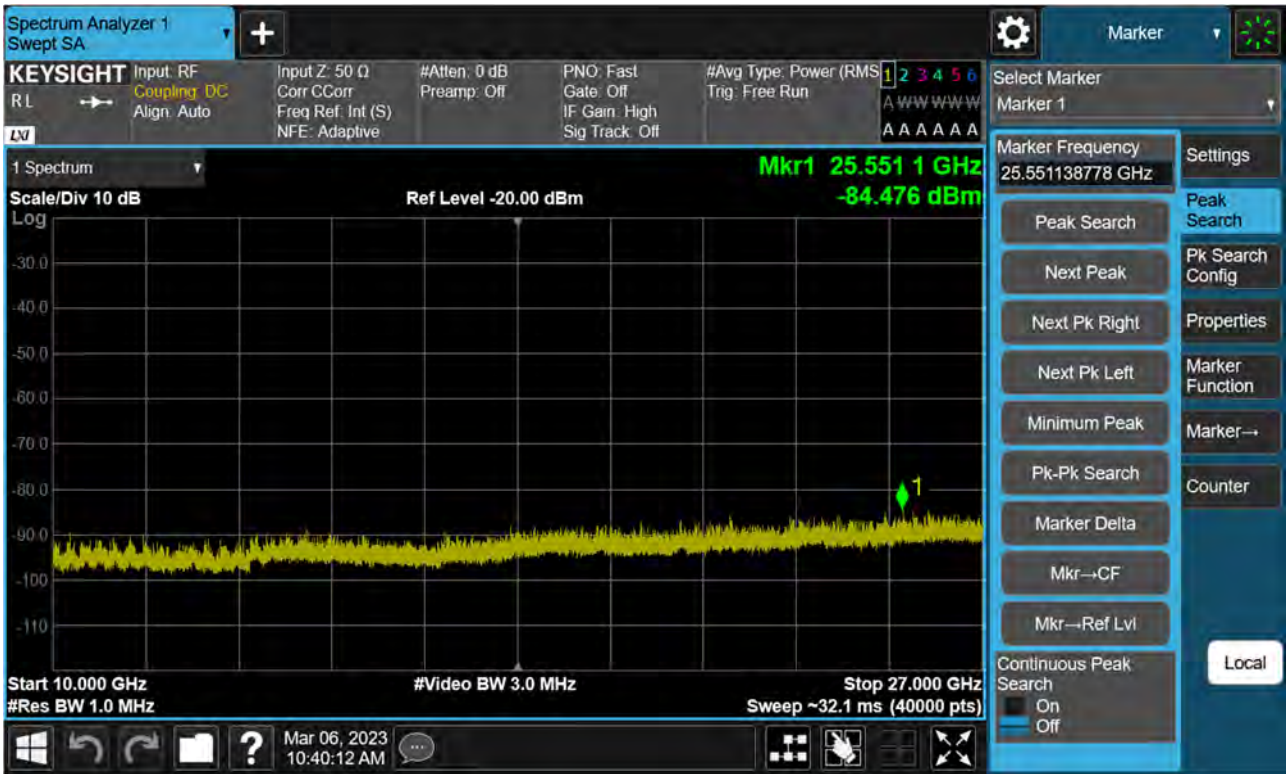 Spectrum Analyzer 1
Swept SA
Marker
KEYSIGHT
R L
LXI
Input: RF
Coupling: DC
Align: Auto
Input Z: 50 Ω
Corr CCorr
Freq Ref: Int (S)
NFE: Adaptive
#Atten: 0 dB
Preamp: Off
PNO: Fast
Gate: Off
IF Gain: High
Sig Track: Off
#Avg Type: Power (RMS
Trig: Free Run
1 2 3 4 5 6
A W W W W W
A A A A A A
Select Marker
Marker 1
1 Spectrum
Mkr1 25.551 1 GHz
-84.476 dBm
Scale/Div 10 dB
Ref Level -20.00 dBm
Log
-30.0
-40.0
-50.0
-60.0
-70.0
-80.0
-90.0
-100
-110
1
Start 10.000 GHz
#Video BW 3.0 MHz
Stop 27.000 GHz
#Res BW 1.0 MHz
Sweep ~32.1 ms (40000 pts)
Marker Frequency
25.551138778 GHz
Peak Search
Next Peak
Next Pk Right
Next Pk Left
Minimum Peak
Pk-Pk Search
Marker Delta
Mkr→CF
Mkr→Ref Lvl
Continuous Peak
Search
On
Off
Settings
Peak
Search
Pk Search
Config
Properties
Marker
Function
Marker→
Counter
Local
?
Mar 06, 2023
10:40:12 AM